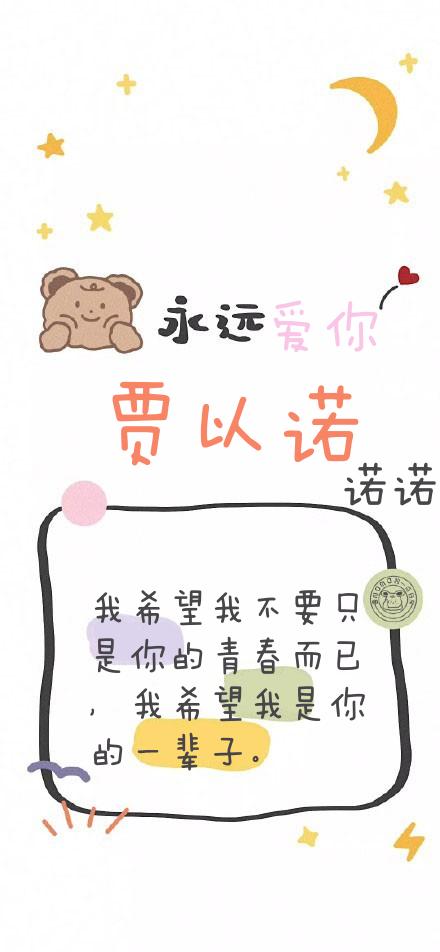 永远爱你
贾以诺
诺诺
我希望我不要只
是你的青春而已
，我希望我是你
的一辈子。